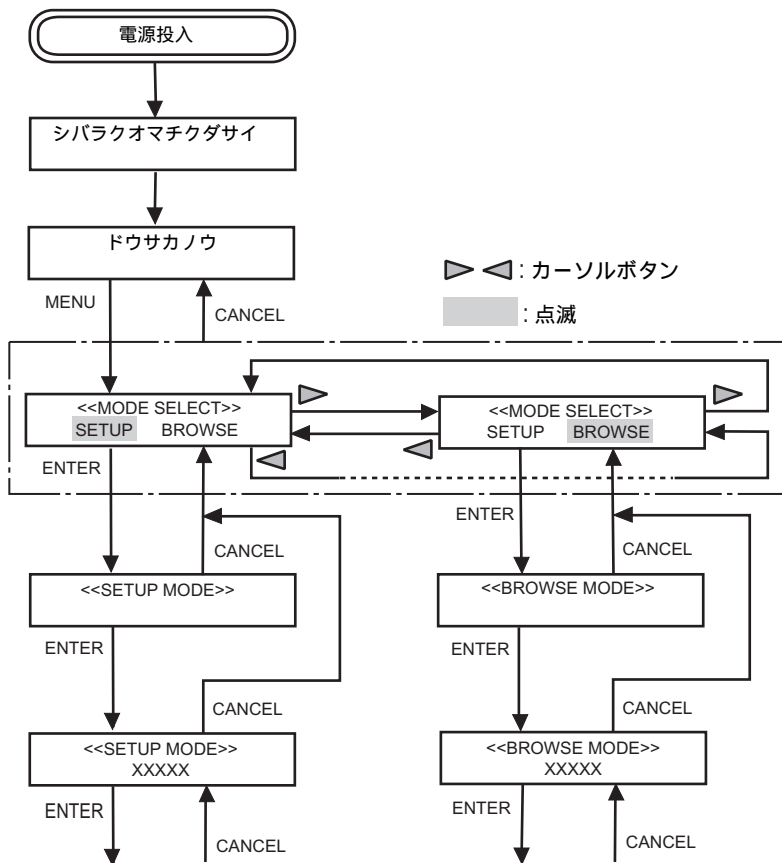 電源投入
シバラクオマチクダサイ
ドウサカノウ
: カーソルボタン
: 点滅
MENU
CANCEL
<<MODE SELECT>>
SETUP BROWSE
<<MODE SELECT>>
SETUP BROWSE
ENTER
CANCEL
ENTER
CANCEL
<<SETUP MODE>>
<<BROWSE MODE>>
ENTER
CANCEL
ENTER
CANCEL
<<SETUP MODE>>
XXXXX
<<BROWSE MODE>>
XXXXX
ENTER
CANCEL
ENTER
CANCEL